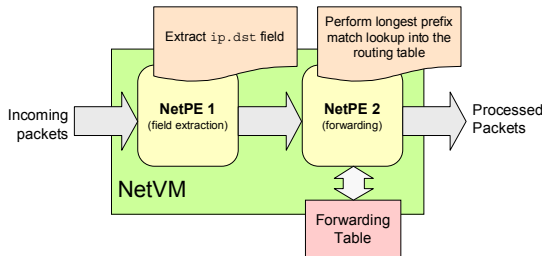 Extract ip.dst field
Perform longest prefix
match lookup into the
routing table
Incoming
packets
NetPE 1
(field extraction)
NetPE 2
(forwarding)
Processed
Packets
NetVM
Forwarding
Table